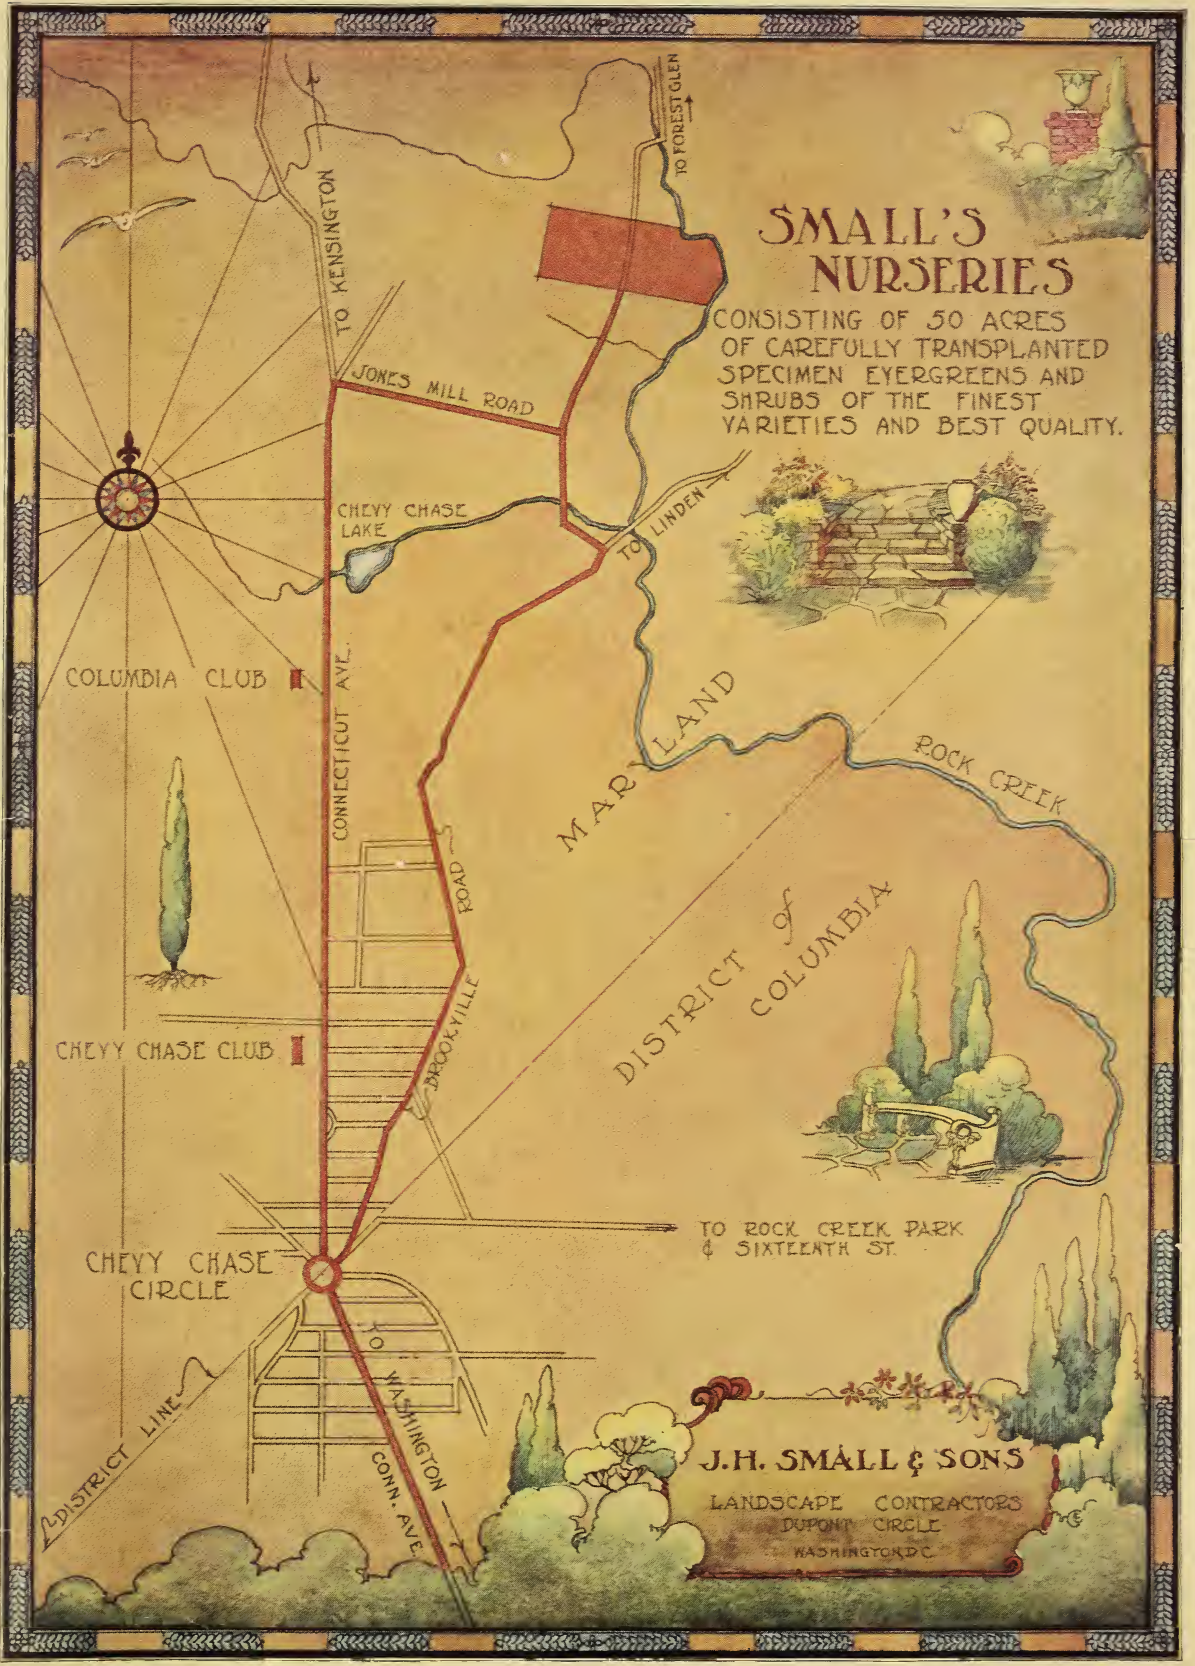 TO FOREST GLEN
TO KENSINGTON
SMALL'S
NURSERIES
CONSISTING OF 50 ACRES
OF CAREFULLY TRANSPLANTED
SPECIMEN EVERGREENS AND
SHRUBS OF THE FINEST
VARIETIES AND BEST QUALITY.
JONES MILL ROAD
CHEVY CHASE
LAKE
TO LINDEN
COLUMBIA CLUB
CONNECTICUT AVE.
MARYLAND
ROCK CREEK
DISTRICT of
COLUMBIA
BROOKVILLE ROAD
CHEVY CHASE CLUB
TO ROCK CREEK PARK
& SIXTEENTH ST.
CHEVY CHASE
CIRCLE
TO WASHINGTON
CONN. AVE.
DISTRICT LINE
J.H. SMALL & SONS
LANDSCAPE CONTRACTORS
DUPONT CIRCLE
WASHINGTON, D.C.